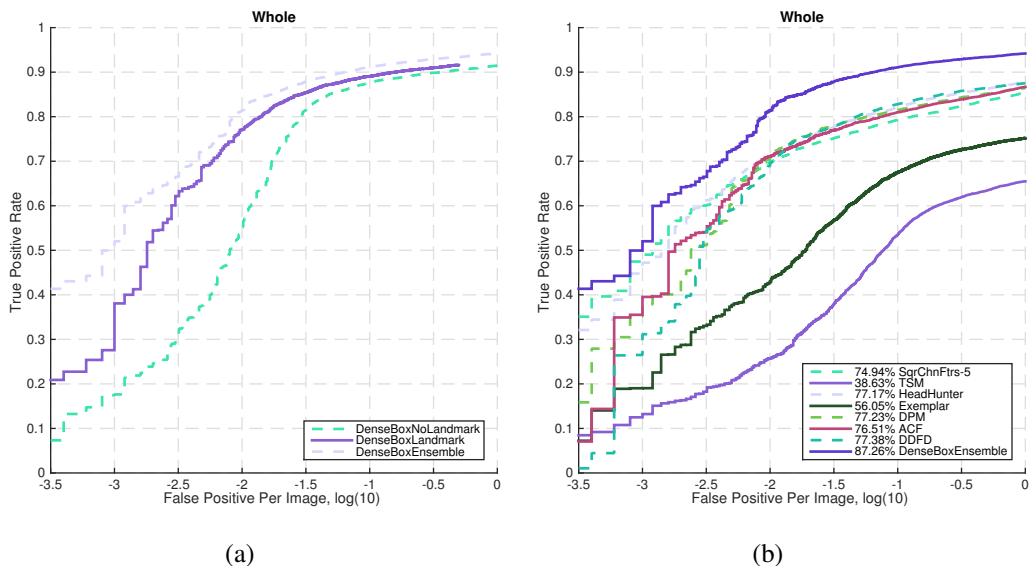 Whole
True Positive Rate
1
0.9
0.8
0.7
0.6
0.5
0.4
0.3
0.2
0.1
0
-3.5 -3 -2.5 -2 -1.5 -1 -0.5 0
False Positive Per Image, log(10)
DenseBoxNoLandmark
DenseBoxLandmark
DenseBoxEnsemble
(a)
Whole
True Positive Rate
1
0.9
0.8
0.7
0.6
0.5
0.4
0.3
0.2
0.1
0
-3.5 -3 -2.5 -2 -1.5 -1 -0.5 0
False Positive Per Image, log(10)
74.94% SqrChnFtrs-5
38.63% TSM
77.17% HeadHunter
56.05% Exemplar
77.23% DPM
76.51% ACF
77.38% DDFD
87.26% DenseBoxEnsemble
(b)